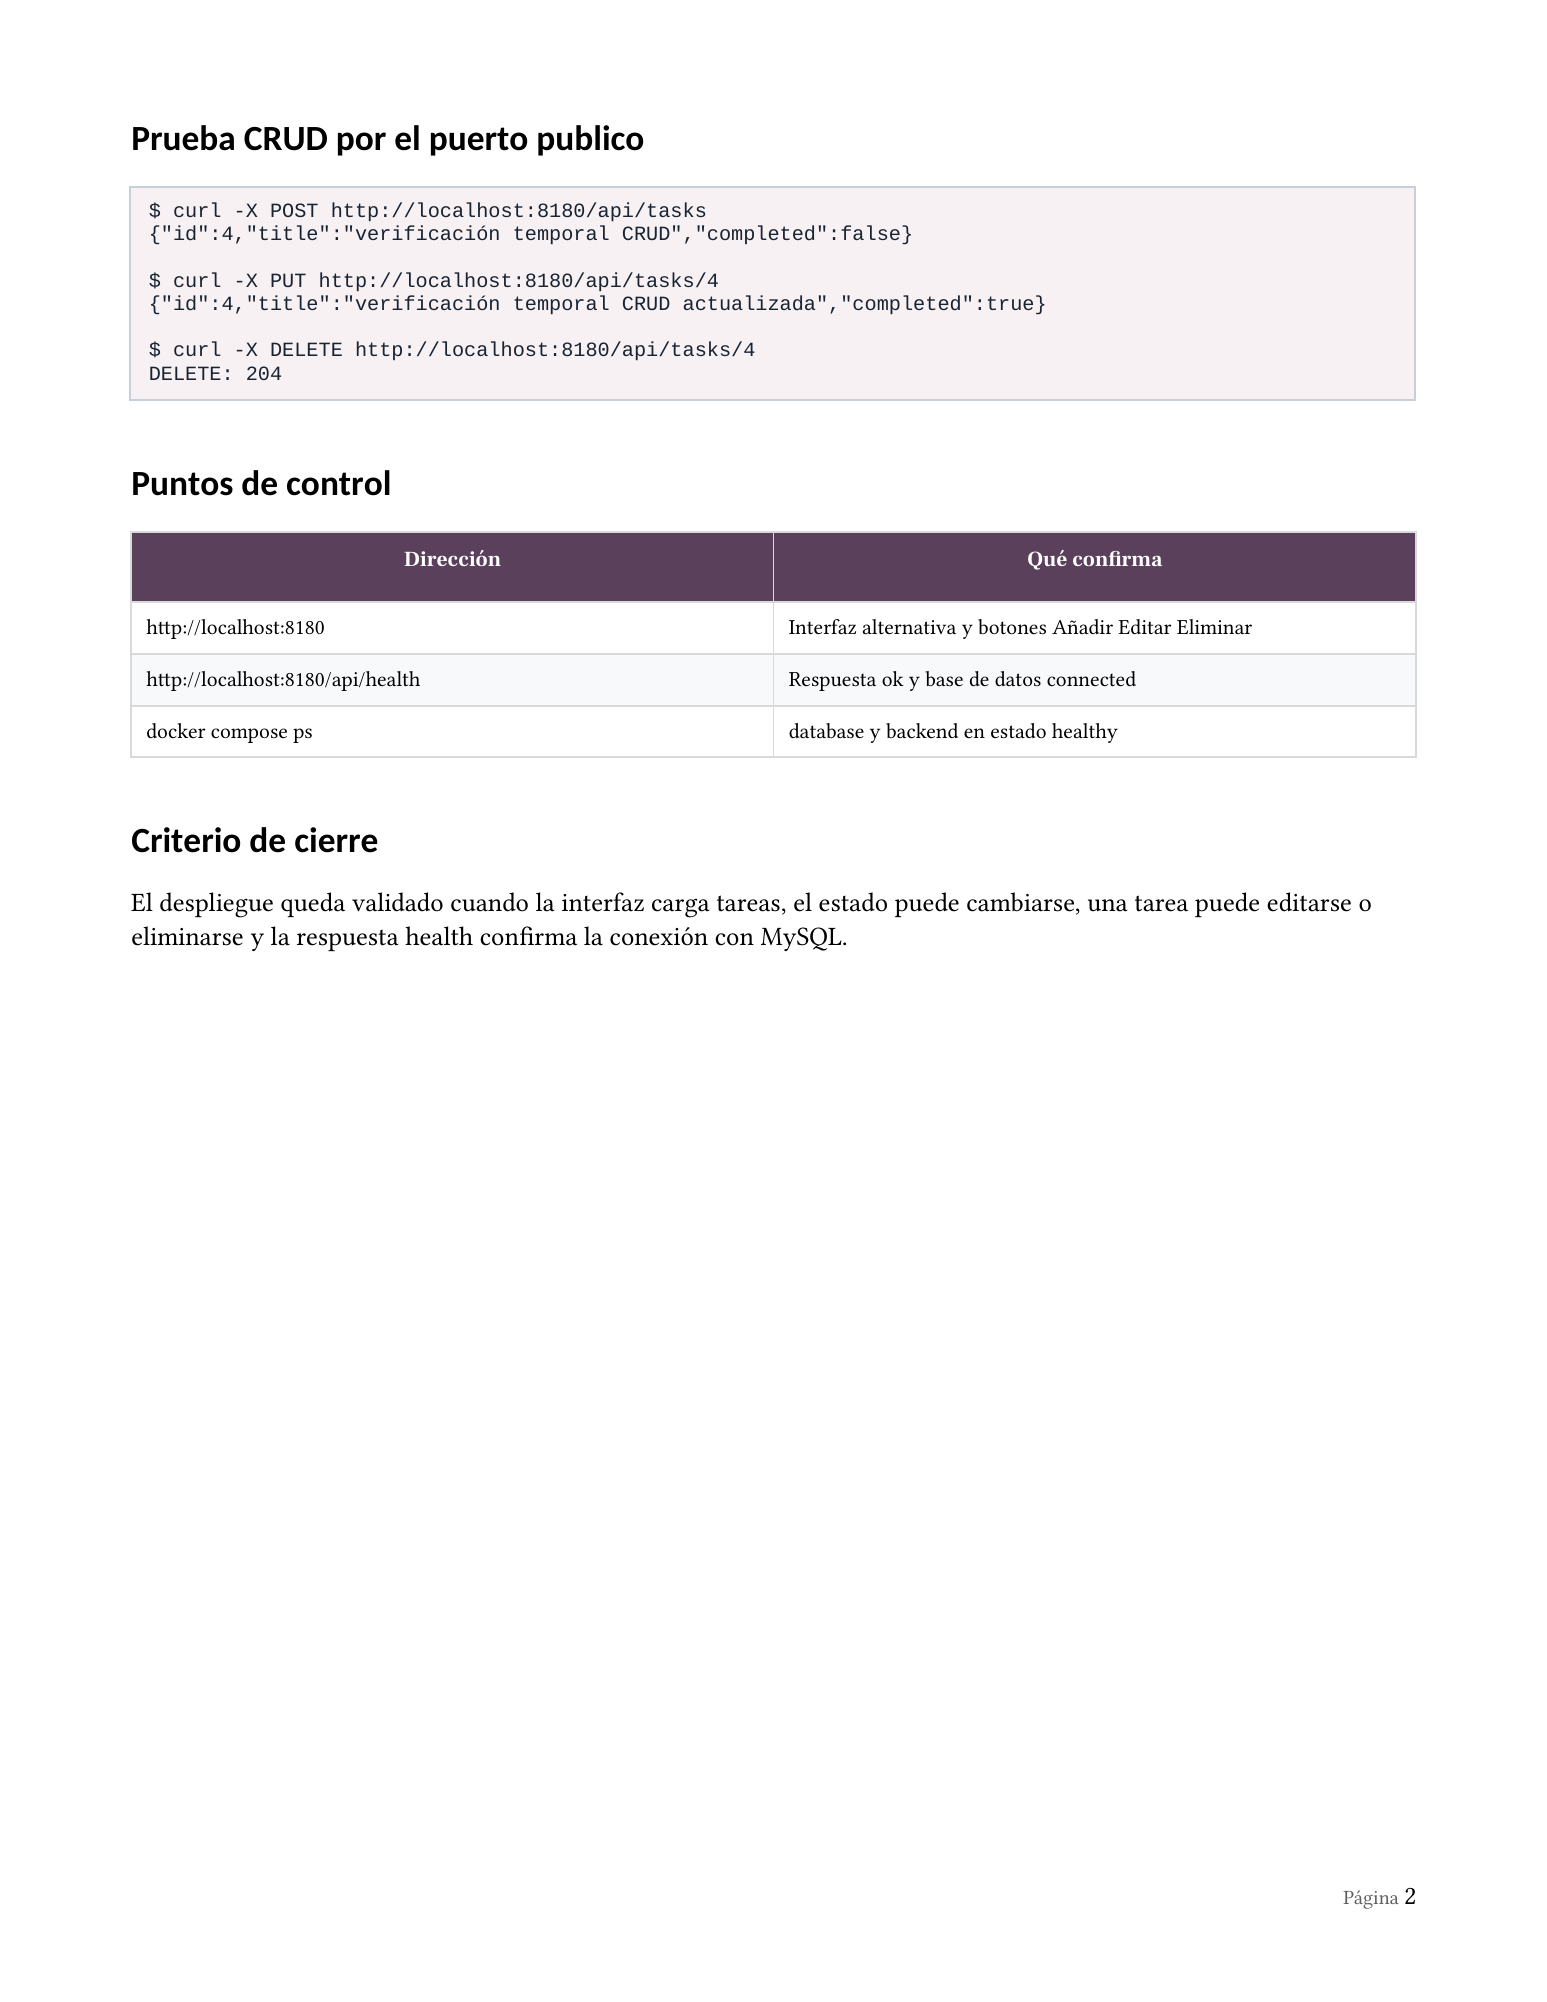 Prueba CRUD por el puerto publico
$ curl -X POST http://localhost:8180/api/tasks
{"id":4,"title":"verificación temporal CRUD","completed":false}
$ curl -X PUT http://localhost:8180/api/tasks/4
{"id":4,"title":"verificación temporal CRUD actualizada","completed":true}
$ curl -X DELETE http://localhost:8180/api/tasks/4
DELETE: 204
Puntos de control
Dirección Qué confirma
http://localhost:8180 Interfaz alternativa y botones Añadir Editar Eliminar
http://localhost:8180/api/health Respuesta ok y base de datos connected
docker compose ps database y backend en estado healthy
Criterio de cierre
El despliegue queda validado cuando la interfaz carga tareas, el estado puede cambiarse, una tarea puede editarse o
eliminarse y la respuesta health confirma la conexión con MySQL.
Página 2